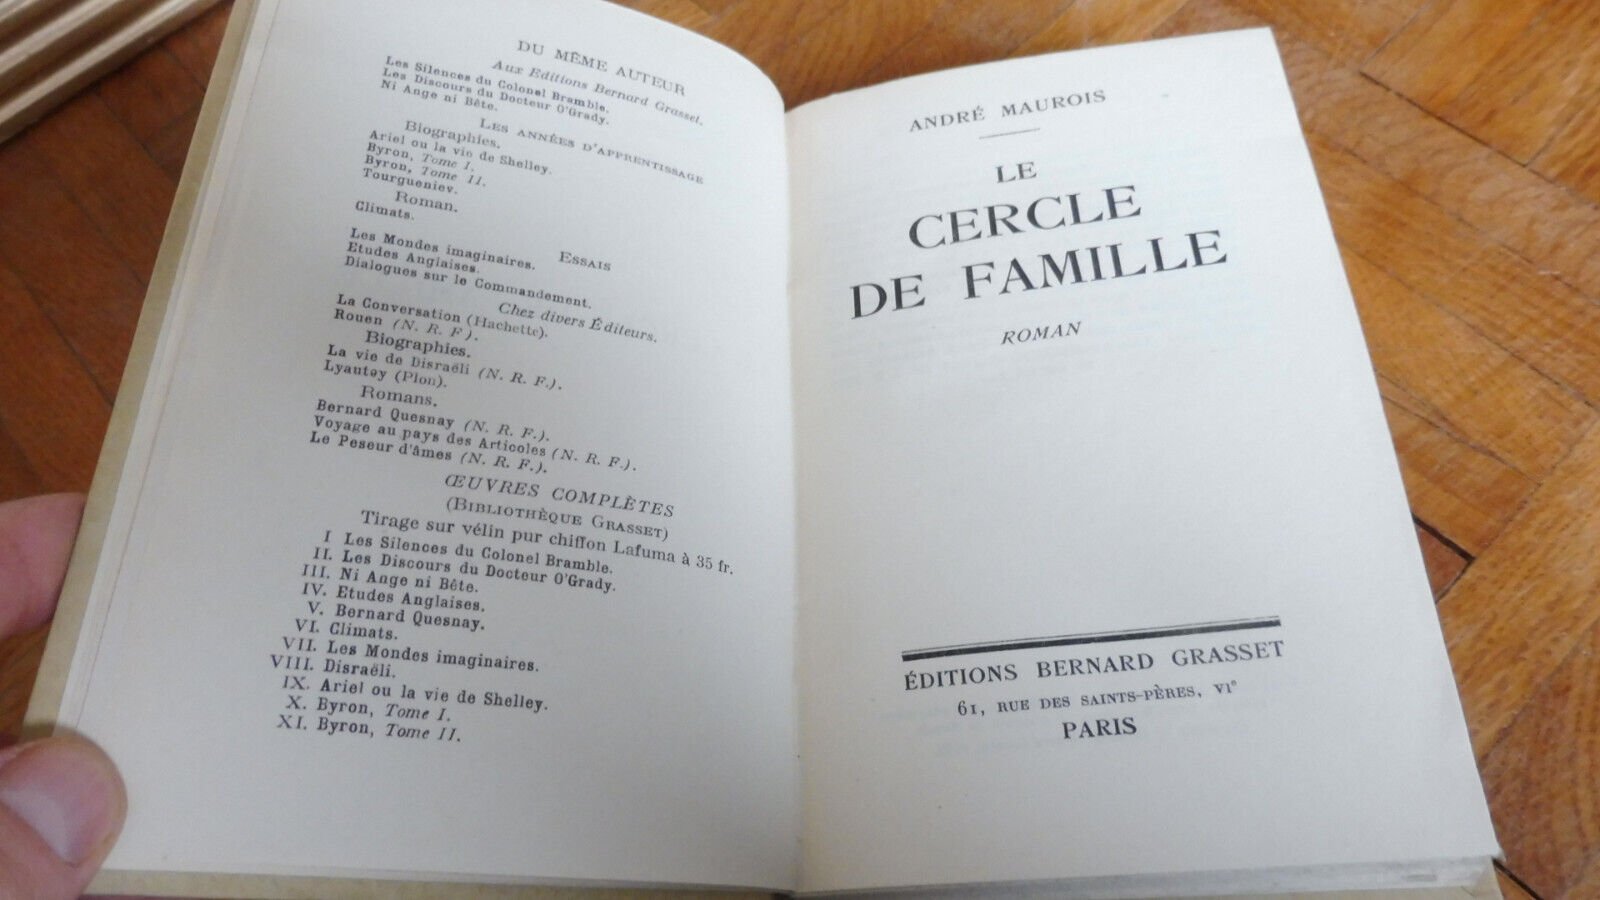 DU MÊME AUTEUR
Aux Editions Bernard Grasset.
Les Silences du Colonel Bramble.
Les Discours du Docteur O'Grady.
Ni Ange ni Bête.
LES ANNÉES D'APPRENTISSAGE
Biographies.
Ariel ou la vie de Shelley.
Byron, Tome I.
Byron, Tome II.
Tourgueniev.
Roman.
Climats.
ESSAIS
Les Mondes imaginaires.
Etudes Anglaises.
Dialogues sur le Commandement.
Chez divers Éditeurs.
La Conversation (Hachette).
Rouen (N. R. F).
Biographies.
La vie de Disraëli (N. R. F.).
Lyautey (Plon).
Romans.
Bernard Quesnay (N. R. F.).
Voyage au pays des Articoles (N. R. F.).
Le Peseur d'âmes (N. R. F.).
ŒUVRES COMPLÈTES
(BIBLIOTHÈQUE GRASSET)
Tirage sur vélin pur chiffon Lafuma à 35 fr.
I Les Silences du Colonel Bramble.
II. Les Discours du Docteur O'Grady.
III. Ni Ange ni Bête.
IV. Etudes Anglaises.
V. Bernard Quesnay.
VI. Climats.
VII. Les Mondes imaginaires.
VIII. Disraëli.
IX. Ariel ou la vie de Shelley.
X. Byron, Tome I.
XI. Byron, Tome II.
ANDRÉ MAUROIS
LE
CERCLE
DE FAMILLE
ROMAN
ÉDITIONS BERNARD GRASSET
61, RUE DES SAINTS-PÈRES, VIe
PARIS